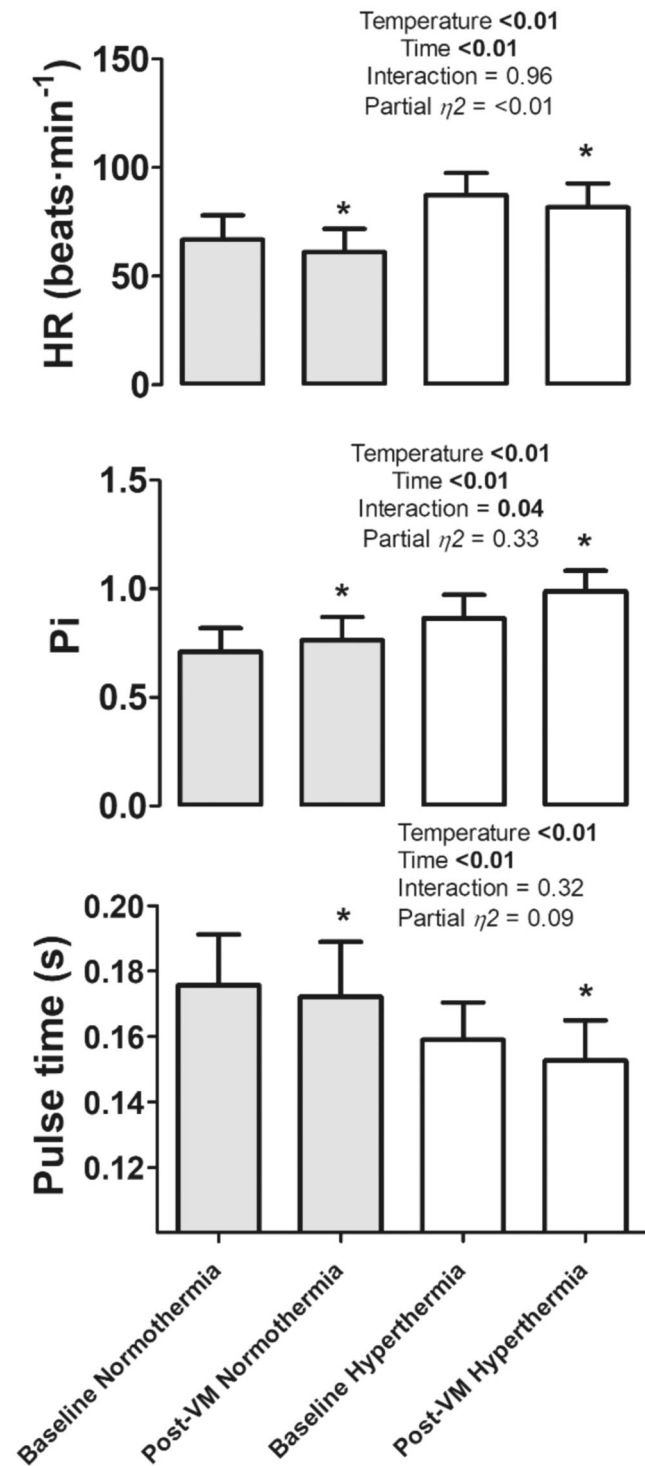 Temperature <0.01
Time <0.01
Interaction = 0.96
Partial η2 = <0.01
HR (beats·min⁻¹)
150
100
50
0
*
*
Temperature <0.01
Time <0.01
Interaction = 0.04
Partial η2 = 0.33
Pi
1.5
1.0
0.5
0.0
*
*
Temperature <0.01
Time <0.01
Interaction = 0.32
Partial η2 = 0.09
Pulse time (s)
0.20
0.18
0.16
0.14
0.12
*
*
Baseline Normothermia
Post-VM Normothermia
Baseline Hyperthermia
Post-VM Hyperthermia